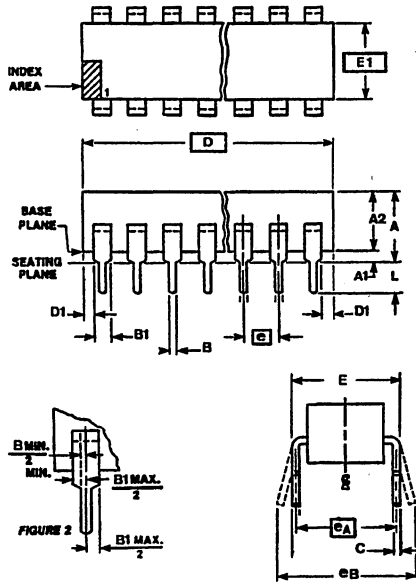 E1
INDEX
AREA
1
D
BASE
PLANE
A2
A
SEATING
PLANE
A1
L
D1
B1
B
e
D1
B MIN.
2
MIN.
B1 MAX.
2
FIGURE 2
B1 MAX.
2
E
eA
C
eB